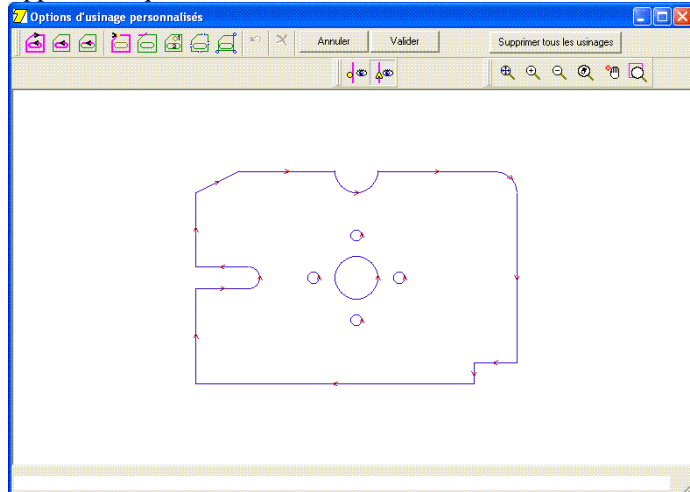 Options d'usinage personnalisés
Annuler
Valider
Supprimer tous les usinages